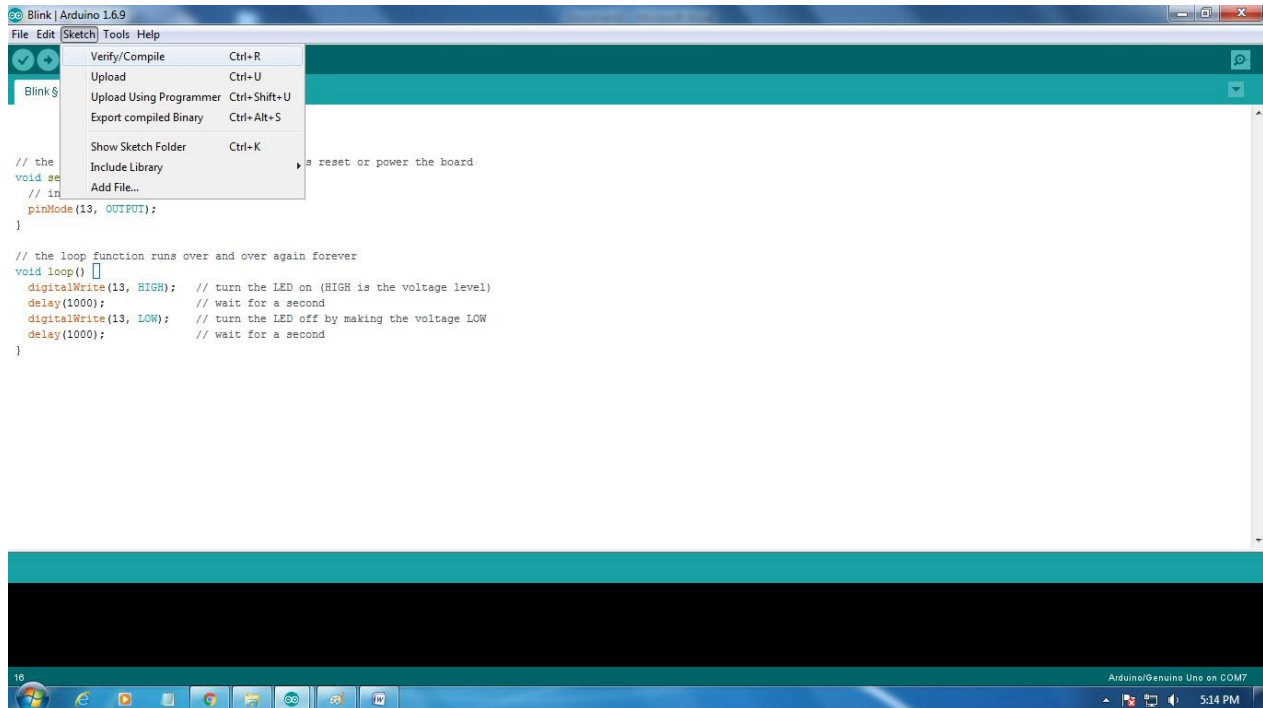 Blink | Arduino 1.6.9
File Edit Sketch Tools Help
Verify/Compile Ctrl+R
Upload Ctrl+U
Upload Using Programmer Ctrl+Shift+U
Export compiled Binary Ctrl+Alt+S
Show Sketch Folder Ctrl+K
Include Library
Add File...
Blink §
// the s reset or power the board
void se
// in
pinMode(13, OUTPUT);
}
// the loop function runs over and over again forever
void loop() {
digitalWrite(13, HIGH); // turn the LED on (HIGH is the voltage level)
delay(1000); // wait for a second
digitalWrite(13, LOW); // turn the LED off by making the voltage LOW
delay(1000); // wait for a second
}
16
Arduino/Genuino Uno on COM7
5:14 PM